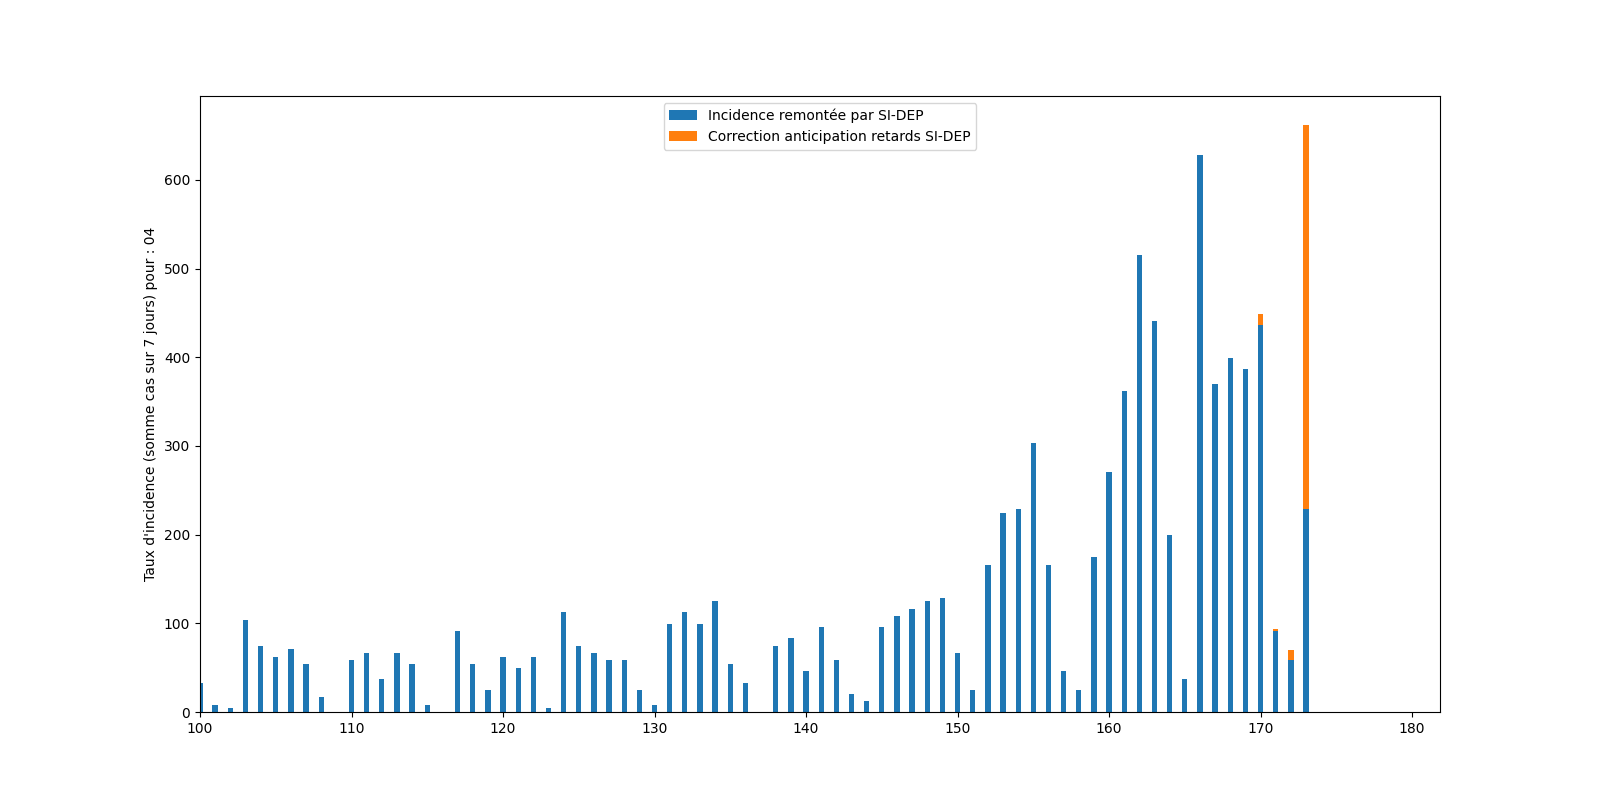 Incidence remontée par SI-DEP
Correction anticipation retards SI-DEP
Taux d'incidence (somme cas sur 7 jours) pour : 04
600
500
400
300
200
100
0
100 110 120 130 140 150 160 170 180